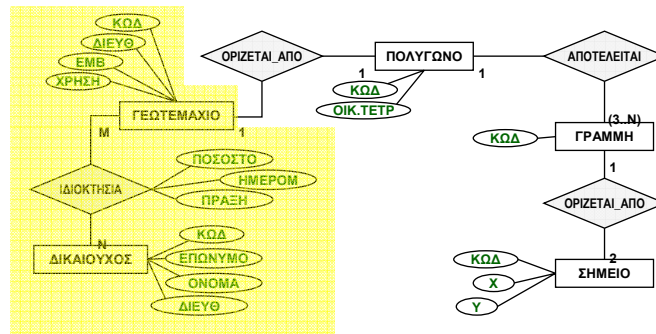 ΚΩΔ
ΔΙΕΥΘ
ΕΜΒ
ΧΡΗΣΗ
ΓΕΩΤΕΜΑΧΙΟ
1
Μ
ΟΡΙΖΕΤΑΙ_ΑΠΟ
1
ΠΟΛΥΓΩΝΟ
1
ΚΩΔ
ΟΙΚ.ΤΕΤΡ
ΑΠΟΤΕΛΕΙΤΑΙ
(3..N)
ΚΩΔ
ΓΡΑΜΜΗ
1
ΙΔΙΟΚΤΗΣΙΑ
ΠΟΣΟΣΤΟ
ΗΜΕΡΟΜ
ΠΡΑΞΗ
ΟΡΙΖΕΤΑΙ_ΑΠΟ
N
ΔΙΚΑΙΟΥΧΟΣ
ΚΩΔ
ΕΠΩΝΥΜΟ
ΟΝΟΜΑ
ΔΙΕΥΘ
2
ΣΗΜΕΙΟ
ΚΩΔ
Χ
Υ